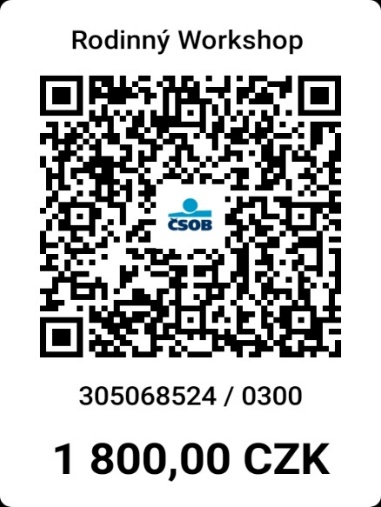 Rodinný Workshop
ČSOB
305068524 / 0300
1 800,00 CZK